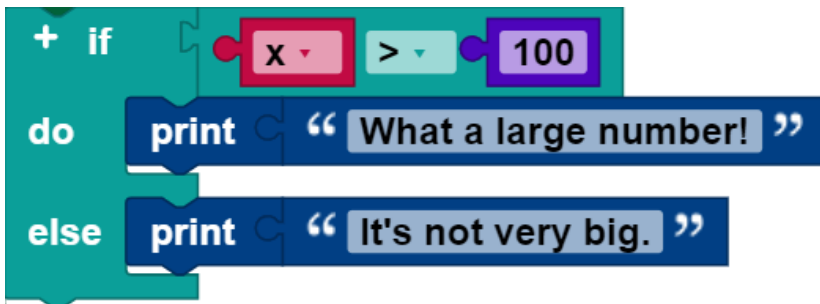 + if x > 100
do print “ What a large number! ”
else print “ It's not very big. ”